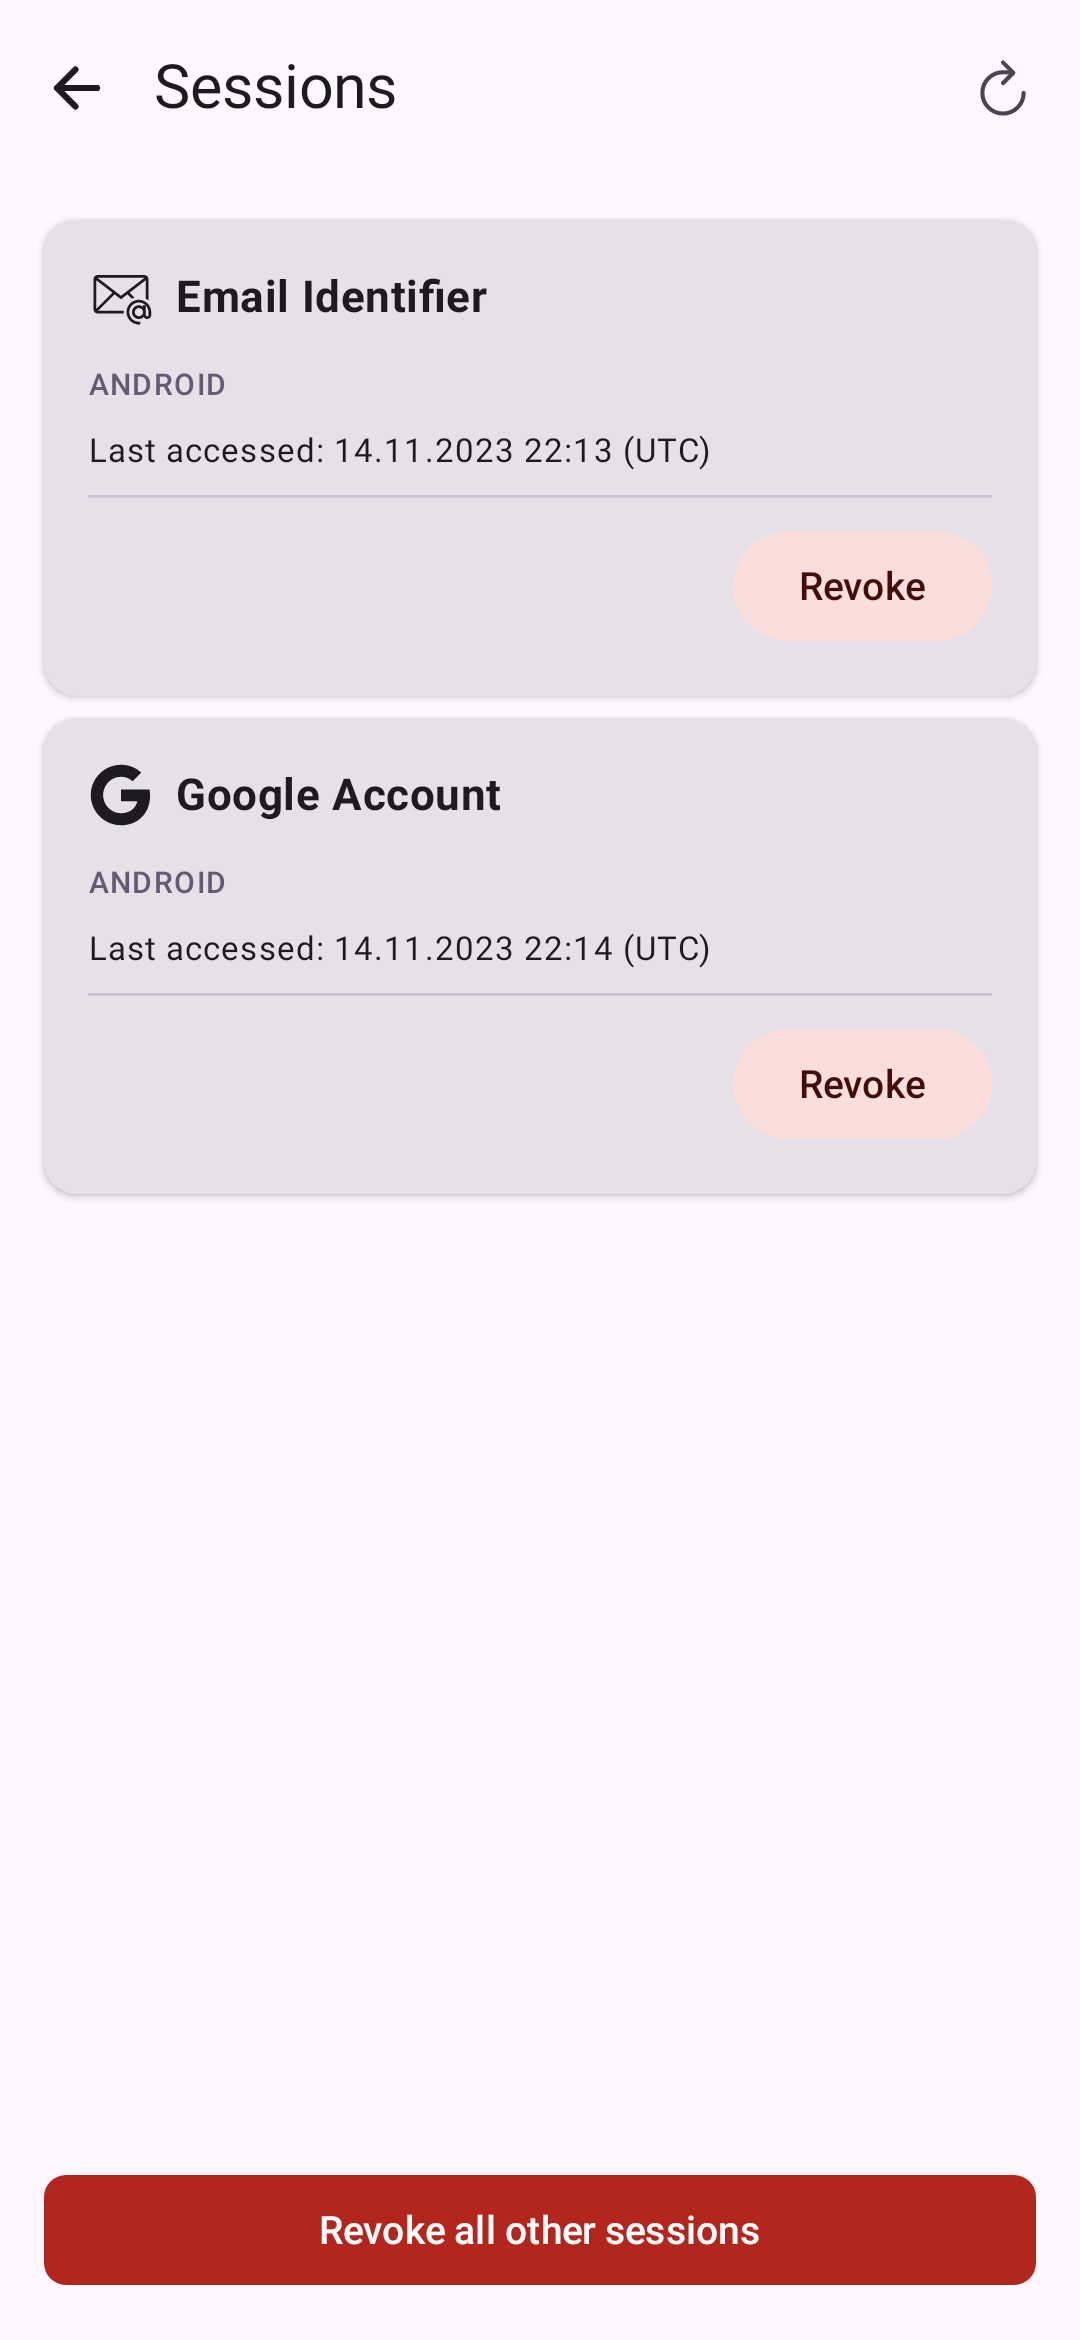 Sessions
Email Identifier
ANDROID
Last accessed: 14.11.2023 22:13 (UTC)
Revoke
Google Account
ANDROID
Last accessed: 14.11.2023 22:14 (UTC)
Revoke
Revoke all other sessions